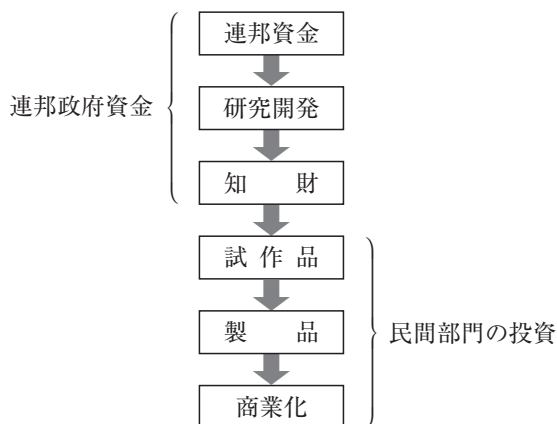 連邦資金
連邦政府資金
研究開発
知　財
試作品
製　品
民間部門の投資
商業化